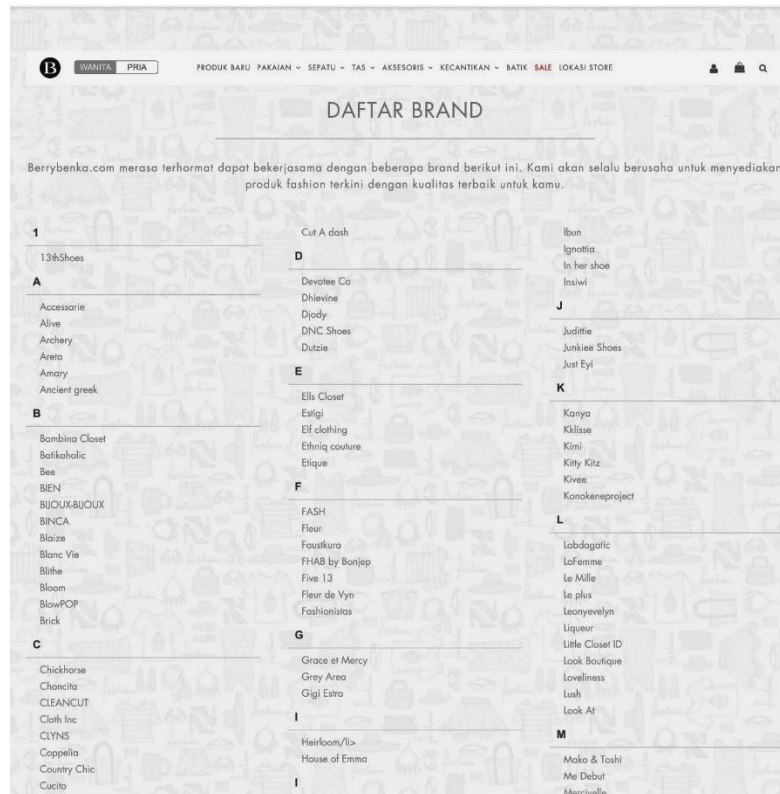 B WANITA PRIA PRODUK BARU PAKAIAN SEPATU TAS AKSESORIS KECANTIKAN BATIK SALE LOKASI STORE
DAFTAR BRAND
Berrybenka.com merasa terhormat dapat bekerjasama dengan beberapa brand berikut ini. Kami akan selalu berusaha untuk menyediakan
produk fashion terkini dengan kualitas terbaik untuk kamu.
1
13thShoes
A
Accessarie
Alive
Archery
Areta
Amary
Ancient greek
B
Bambina Closet
Batikaholic
Bee
BIEN
BIJOUX-BIJOUX
BINCA
Blaize
Blanc Vie
Blithe
Bloom
BlowPOP
Brick
C
Chickhorse
Choncita
CLEANCUT
Cloth Inc
CLYNS
Coppelia
Country Chic
Cucito
Cut A dash
D
Devotee Co
Dhievine
Djody
DNC Shoes
Dutzie
E
Ells Closet
Estigi
Elf clothing
Ethniq couture
Etique
F
FASH
Fleur
Faustkura
FHAB by Bonjep
Five 13
Fleur de Vyn
Fashionistas
G
Grace et Mercy
Grey Area
Gigi Estra
I
Heirloom/li>
House of Emma
I
Ibun
Ignottia
In her shoe
Insiwi
J
Judittie
Junkiee Shoes
Just Eyi
K
Kanya
Kklisse
Kimi
Kitty Kitz
Kivee
Konokeneproject
L
Labdagatic
LaFemme
Le Mille
Le plus
Leonyevelyn
Liqueur
Little Closet ID
Look Boutique
Loveliness
Lush
Look At
M
Mako & Toshi
Me Debut
Mercivelle